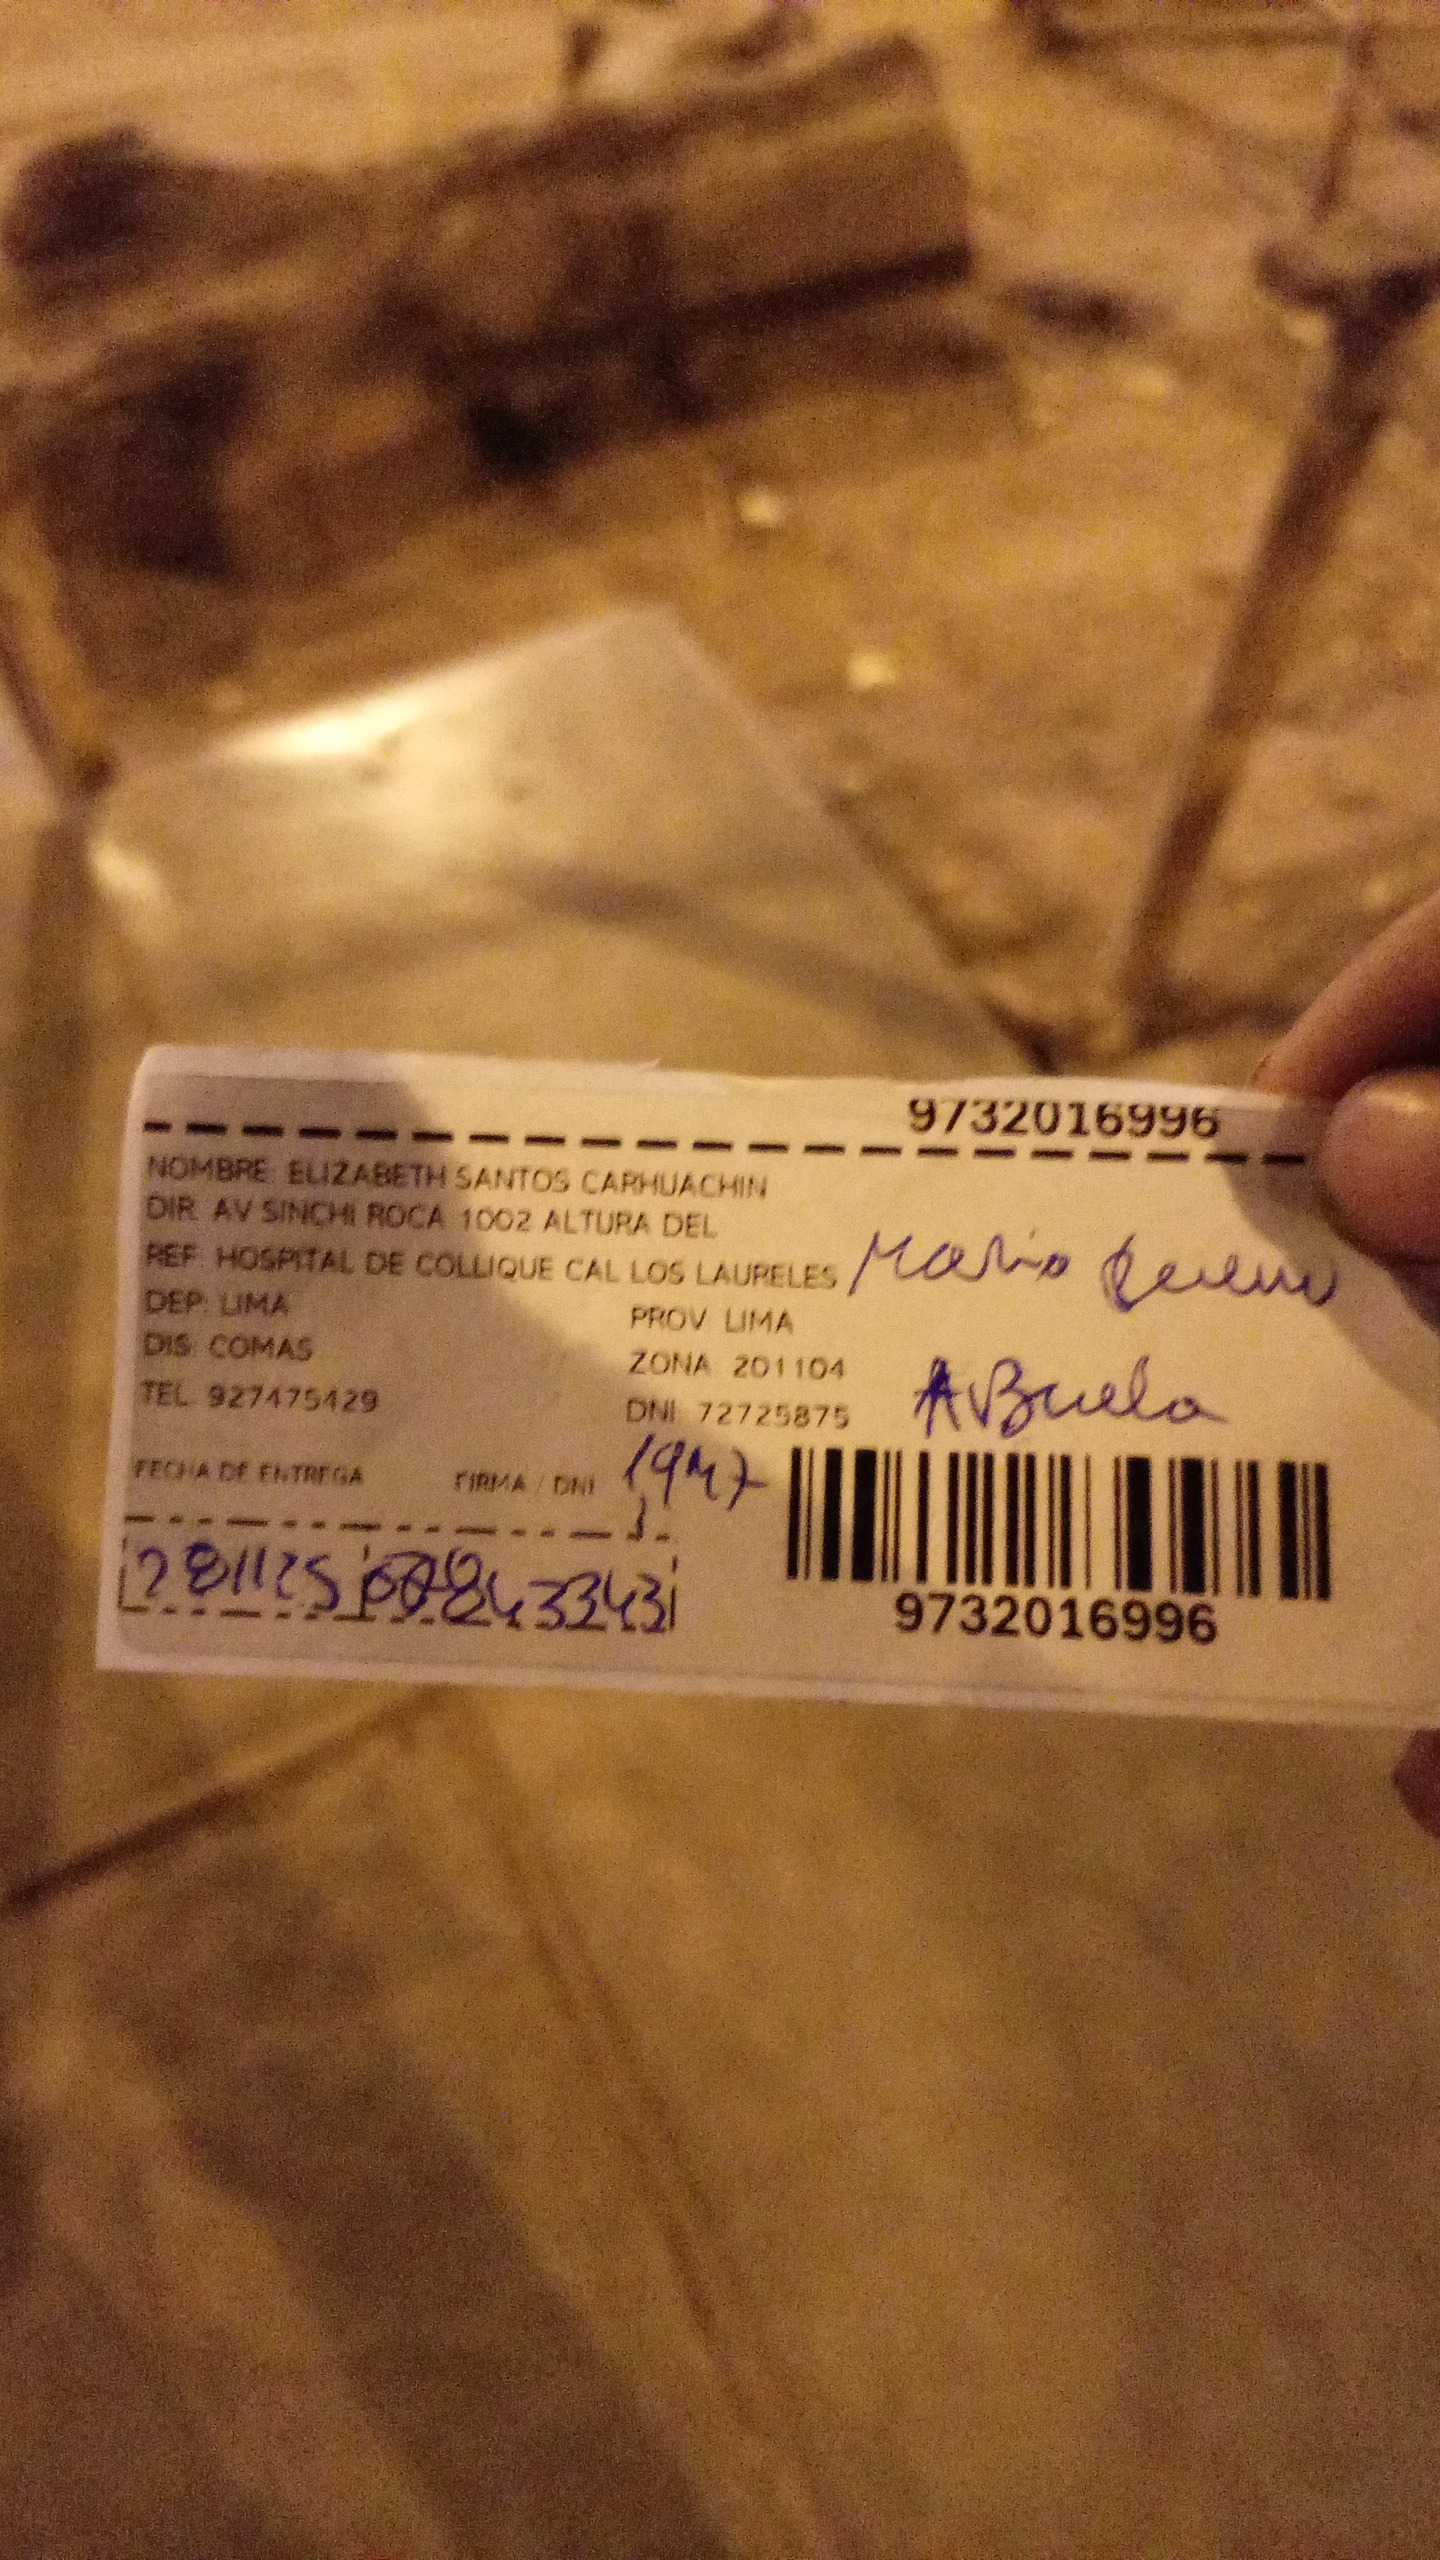 9732016996
NOMBRE: ELIZABETH SANTOS CARHUACHIN
DIR: AV SINCHI ROCA 1002 ALTURA DEL
REF: HOSPITAL DE COLLIQUE CAL LOS LAURELES
DEP: LIMA PROV: LIMA
DIS: COMAS ZONA: 201104
TEL: 927475429 DNI: 72725875
ABuela
FECHA DE ENTREGA FIRMA / DNI
281125
9732016996